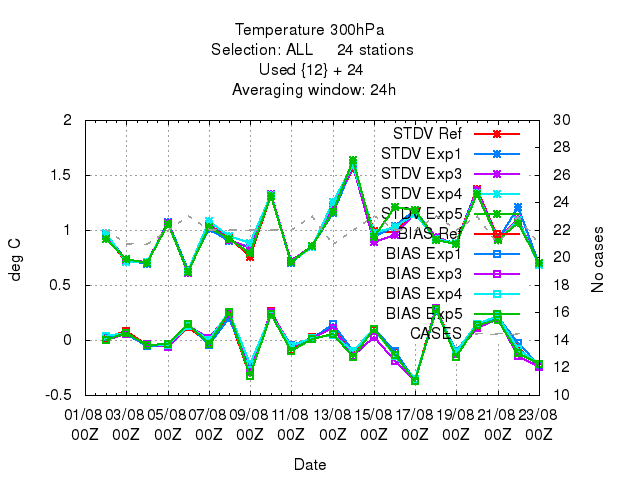 Temperature 300hPa
Selection: ALL 24 stations
Used {12} + 24
Averaging window: 24h
deg C
2
1.5
1
0.5
0
-0.5
30
28
26
24
22
20
18
16
14
12
10
No cases
STDV Ref
STDV Exp1
STDV Exp3
STDV Exp4
STDV Exp5
BIAS Ref
BIAS Exp1
BIAS Exp3
BIAS Exp4
BIAS Exp5
CASES
01/08 03/08 05/08 07/08 09/08 11/08 13/08 15/08 17/08 19/08 21/08 23/08
00Z 00Z 00Z 00Z 00Z 00Z 00Z 00Z 00Z 00Z 00Z 00Z
Date